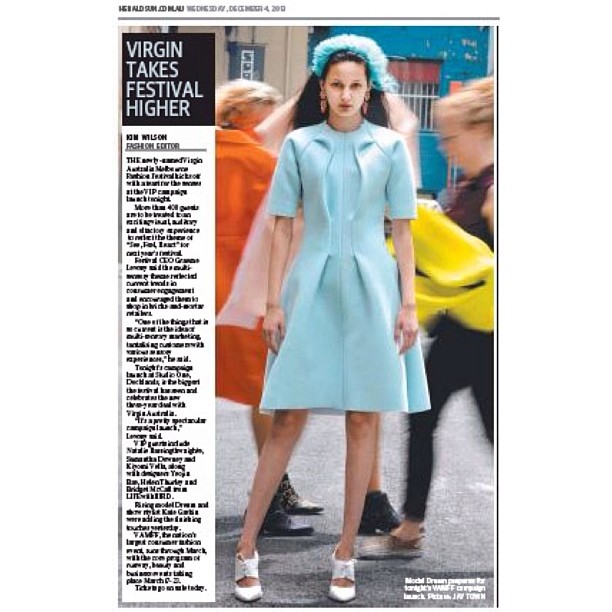 HERALDSUN.COM.AU WEDNESDAY, DECEMBER 4, 2013
VIRGIN
TAKES
FESTIVAL
HIGHER
KIM WILSON
FASHION EDITOR
THE newly-named Virgin
Australia Melbourne
Fashion Festival kicks off
with a treat for the senses
at the VIP campaign
launch tonight.
More than 400 guests
are to be treated to an
exciting visual, auditory
and olfactory experience
to reflect the theme of
"See, Feel, React" for
next year's festival.
Festival CEO Graeme
Lewsey said the multi-
sensory theme reflected
current trends in
consumer engagement
and encouraged them to
shop in bricks-and-mortar
retailers.
"One of the things that is
so current is the idea of
multi-sensory marketing,
tantalising customers with
various sensory
experiences," he said.
Tonight's campaign
launch at Studio One,
Docklands, is the biggest
the festival has seen and
celebrates the new
three-year deal with
Virgin Australia.
"It's a pretty spectacular
campaign launch,"
Lewsey said.
VIP guests include
Natalie Bassingthwaighte,
Samantha Downey and
Kiyomi Vella, along
with designers Yeojin
Bae, Helen Thurley and
Bridget McCall from
LIFEwithBIRD.
Rising model Dream and
show stylist Kate Gaskin
were adding the finishing
touches yesterday.
VAMFF, the nation's
largest consumer fashion
event, runs through March,
with the core program of
runway, beauty and
business events taking
place March 17-23.
Tickets go on sale today.
Model Dream prepares for
tonight's VAMFF campaign
launch. Picture: JAY TOWN